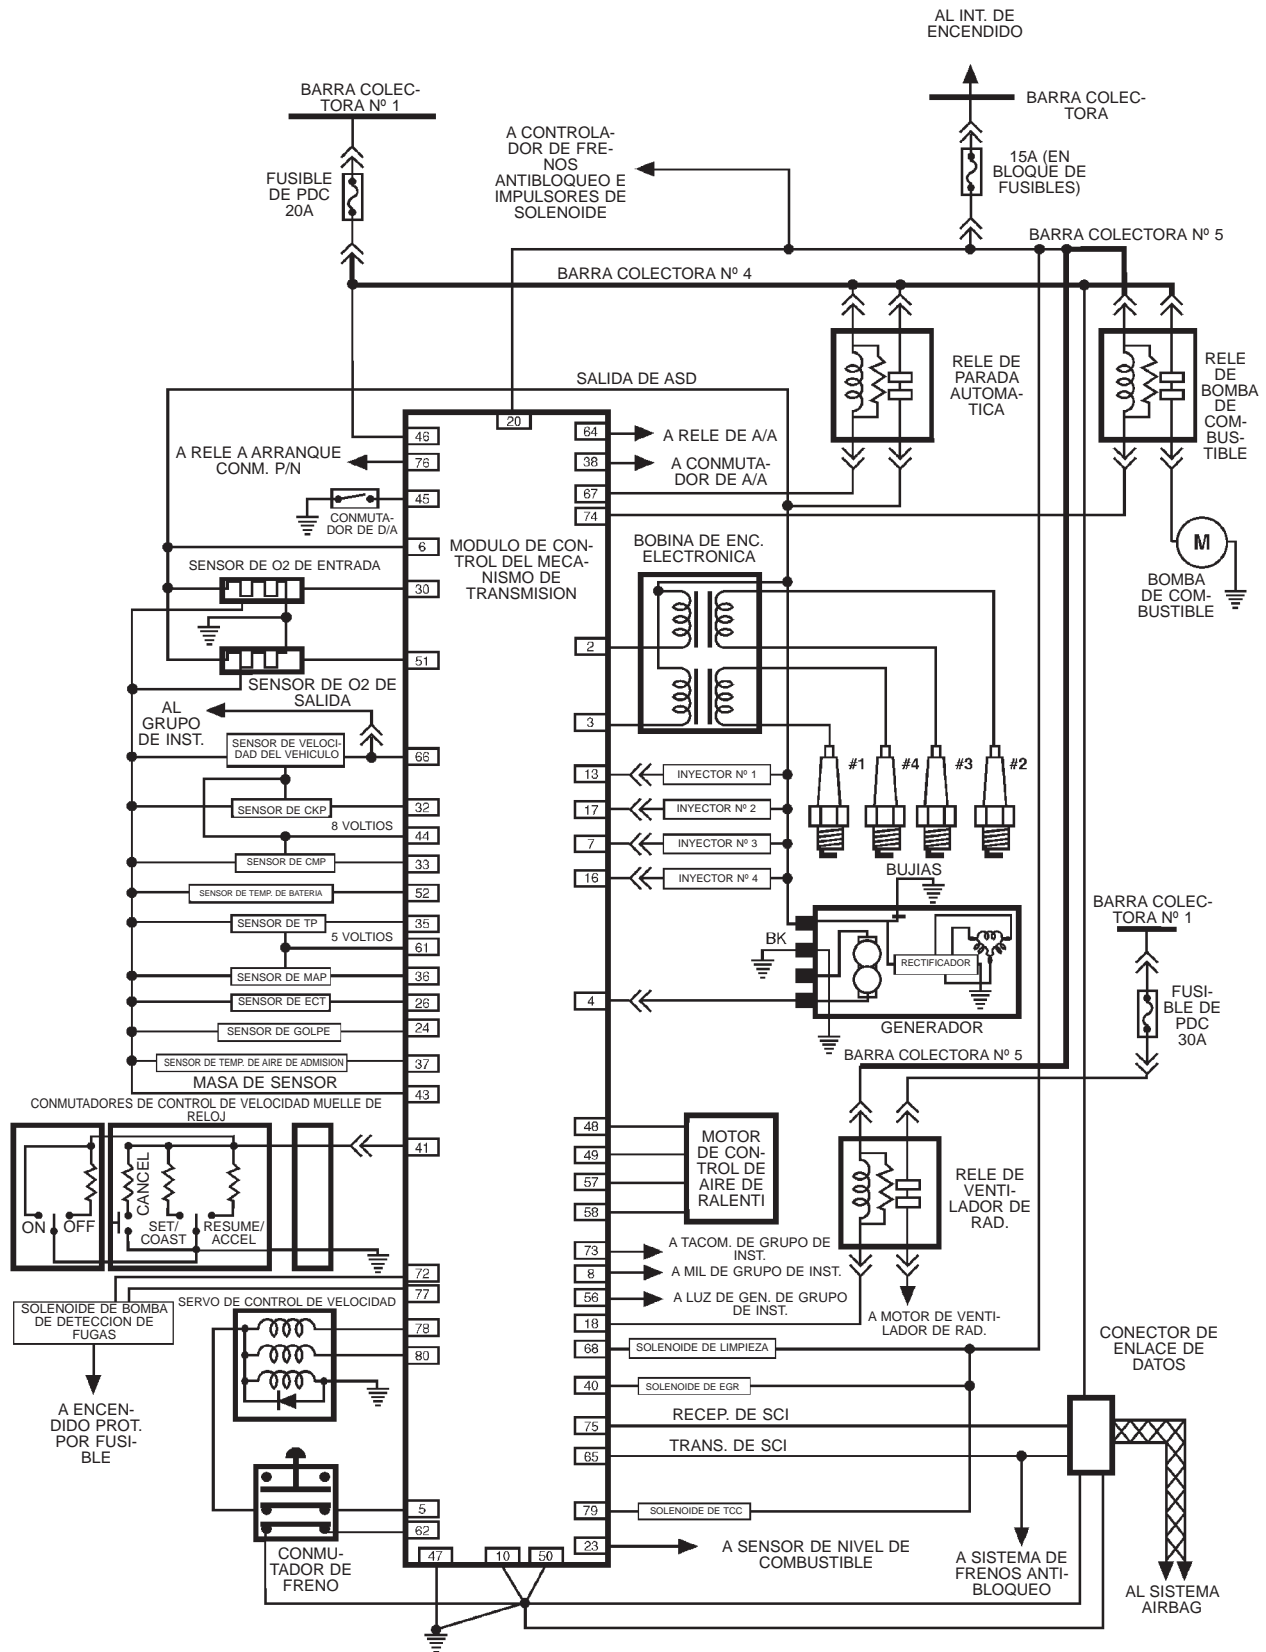 AL INT. DE
ENCENDIDO
BARRA COLEC-
TORA Nº 1
BARRA COLEC-
TORA
A CONTROLA-
DOR DE FRE-
NOS
ANTIBLOQUEO E
IMPULSORES DE
SOLENOIDE
15A (EN
BLOQUE DE
FUSIBLES)
FUSIBLE
DE PDC
20A
BARRA COLECTORA Nº 5
BARRA COLECTORA Nº 4
SALIDA DE ASD
RELE DE
PARADA
AUTOMA-
TICA
RELE
DE
BOMBA
DE
COM-
BUS-
TIBLE
20
46
64
A RELE DE A/A
A RELE A ARRANQUE
CONM. P/N
76
38
A CONMUTA-
DOR DE A/A
45
67
CONMUTA-
DOR DE D/A
74
6
MODULO DE CON-
TROL DEL MECA-
NISMO DE
TRANSMISION
BOBINA DE ENC.
ELECTRONICA
M
BOMBA
DE COM-
BUSTIBLE
SENSOR DE O2 DE ENTRADA
30
2
51
SENSOR DE O2 DE
SALIDA
AL
GRUPO
DE INST.
3
SENSOR DE VELOCI-
DAD DEL VEHICULO
66
#1
#4
#3
#2
13
INYECTOR Nº 1
SENSOR DE CKP
32
17
INYECTOR Nº 2
8 VOLTIOS
44
7
INYECTOR Nº 3
SENSOR DE CMP
33
16
INYECTOR Nº 4
BUJIAS
SENSOR DE TEMP. DE BATERIA
52
SENSOR DE TP
35
5 VOLTIOS
61
BK
RECTIFICADOR
BARRA COLEC-
TORA Nº 1
SENSOR DE MAP
36
SENSOR DE ECT
26
4
FUSI-
BLE DE
PDC
30A
SENSOR DE GOLPE
24
GENERADOR
SENSOR DE TEMP. DE AIRE DE ADMISION
37
BARRA COLECTORA Nº 5
MASA DE SENSOR
43
CONMUTADORES DE CONTROL DE VELOCIDAD MUELLE DE
RELOJ
48
MOTOR
DE CON-
TROL DE
AIRE DE
RALENTI
41
49
57
58
CANCEL
ON
OFF
SET/
COAST
RESUME/
ACCEL
RELE DE
VENTI-
LADOR DE
RAD.
73
A TACOM. DE GRUPO DE
INST.
72
8
A MIL DE GRUPO DE INST.
77
56
A LUZ DE GEN. DE GRUPO
DE INST.
SOLENOIDE DE BOMBA
DE DETECCION DE
FUGAS
SERVO DE CONTROL DE VELOCIDAD
78
18
A MOTOR DE VENTI-
LADOR DE RAD.
80
68
SOLENOIDE DE LIMPIEZA
CONECTOR DE
ENLACE DE
DATOS
40
SOLENOIDE DE EGR
A ENCEN-
DIDO PROT.
POR FUSI-
BLE
75
RECEP. DE SCI
65
TRANS. DE SCI
5
79
SOLENOIDE DE TCC
62
23
A SENSOR DE NIVEL DE
COMBUSTIBLE
CONMU-
TADOR DE
FRENO
47
10
50
A SISTEMA DE
FRENOS ANTI-
BLOQUEO
AL SISTEMA
AIRBAG